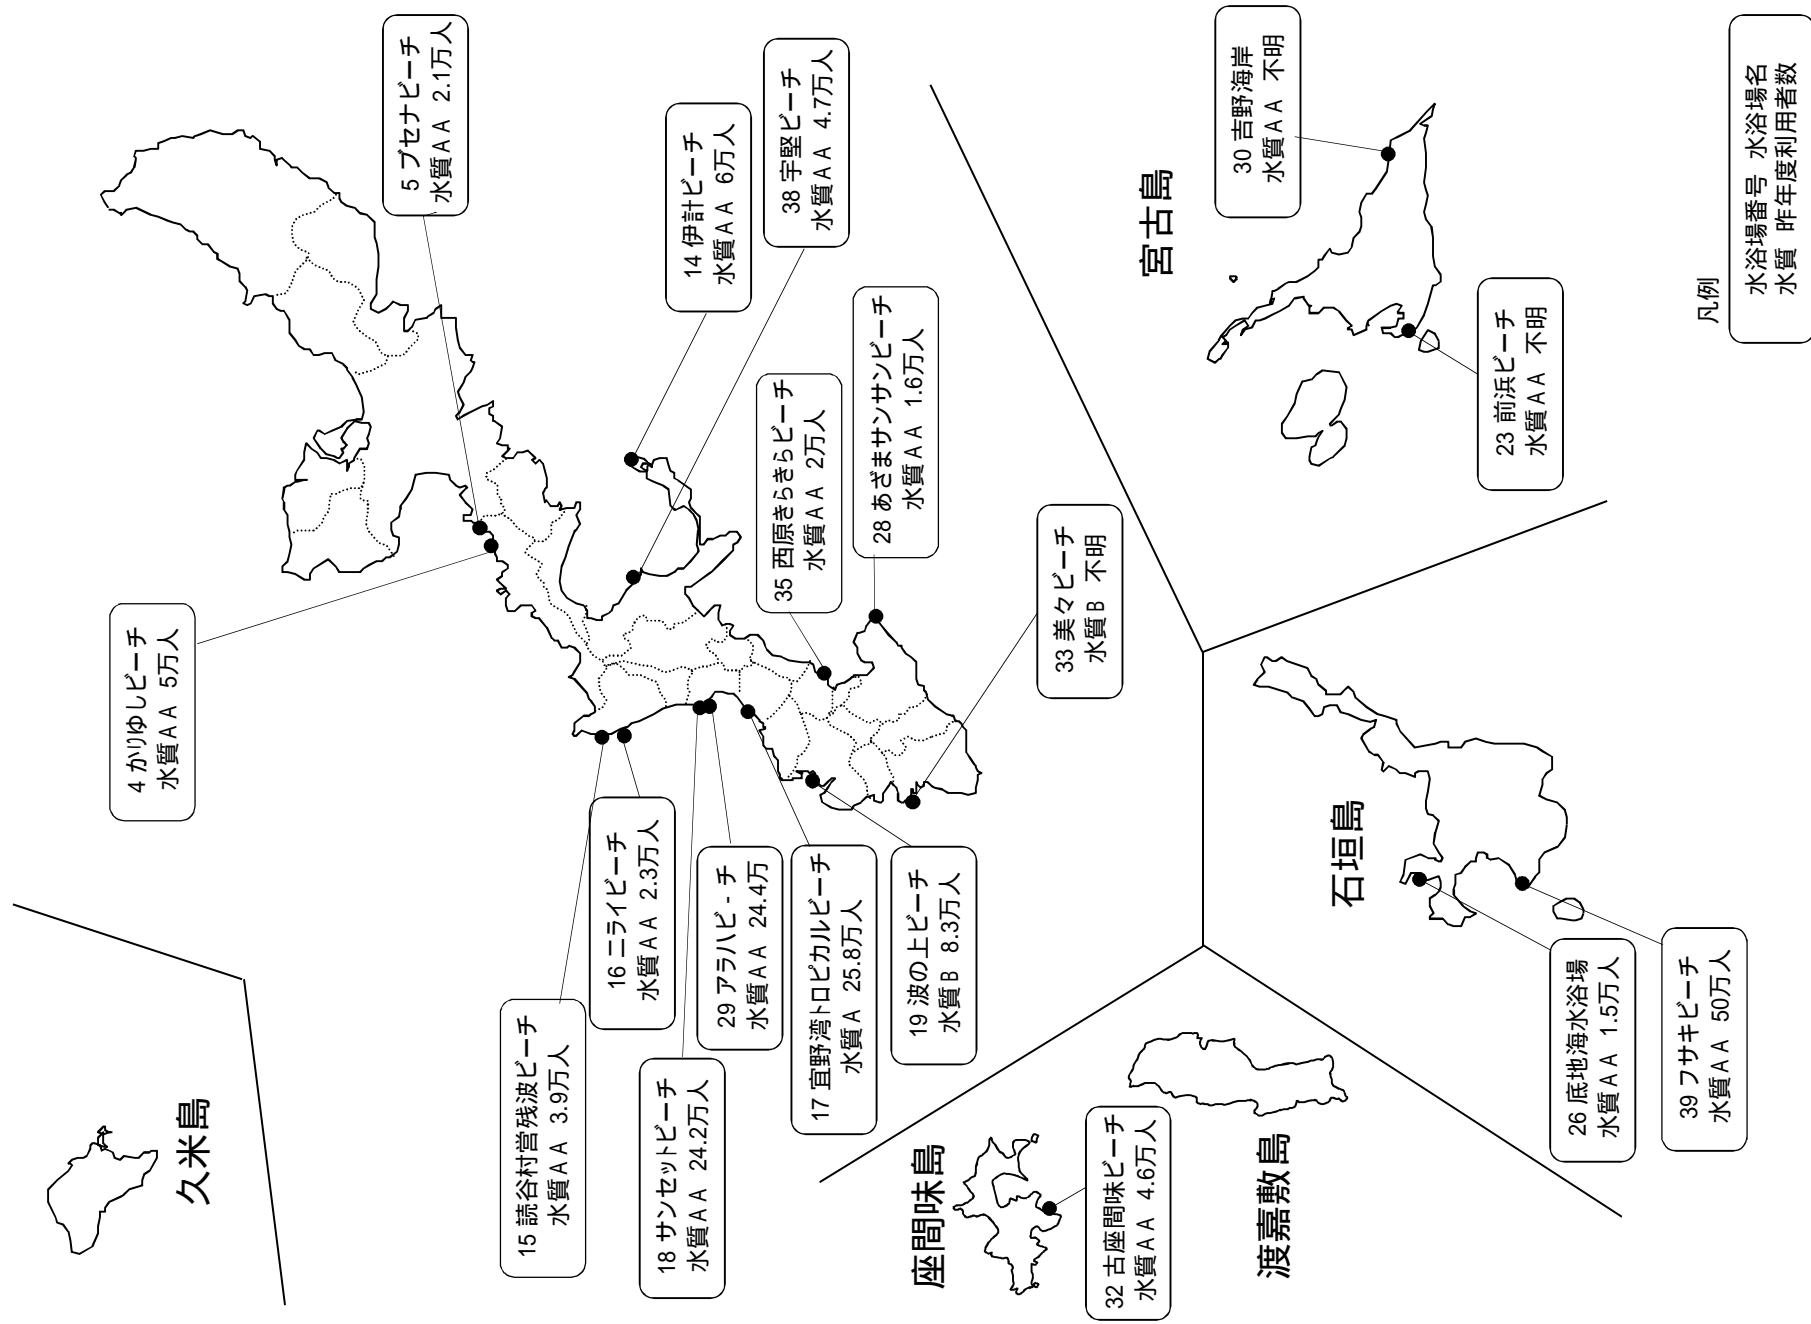 久米島
4 かりゆしビーチ
水質ＡＡ 5万人
5 ブセナビーチ
水質ＡＡ 2.1万人
15 読谷村営残波ビーチ
水質ＡＡ 3.9万人
16 ニライビーチ
水質ＡＡ 2.3万人
18 サンセットビーチ
水質ＡＡ 24.2万人
29 アラハビ-チ
水質ＡＡ 24.4万
14 伊計ビーチ
水質ＡＡ 6万人
17 宜野湾トロピカルビーチ
水質Ａ 25.8万人
35 西原きらきらビーチ
水質ＡＡ 2万人
38 宇堅ビーチ
水質ＡＡ 4.7万人
19 波の上ビーチ
水質Ｂ 8.3万人
28 あざまサンサンビーチ
水質ＡＡ 1.6万人
座間味島
33 美々ビーチ
水質Ｂ 不明
32 古座間味ビーチ
水質ＡＡ 4.6万人
宮古島
渡嘉敷島
30 吉野海岸
水質ＡＡ 不明
石垣島
23 前浜ビーチ
水質ＡＡ 不明
26 底地海水浴場
水質ＡＡ 1.5万人
39 フサキビーチ
水質ＡＡ 50万人
凡例
水浴場番号 水浴場名
水質 昨年度利用者数